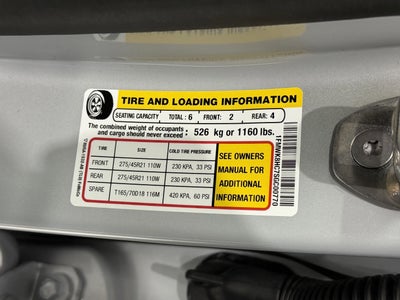 TIRE AND LOADING INFORMATION
SEATING CAPACITY TOTAL: 6 FRONT: 2 REAR: 4
The combined weight of occupants and cargo should never exceed : 526 kg or 1160 lbs.
TIRE SIZE COLD TIRE PRESSURE
FRONT 275/45R21 110W 230 KPA, 33 PSI
REAR 275/45R21 110W 230 KPA, 33 PSI
SPARE T165/70D18 116M 420 KPA, 60 PSI
SEE OWNERS
MANUAL FOR
ADDITIONAL
INFORMATION